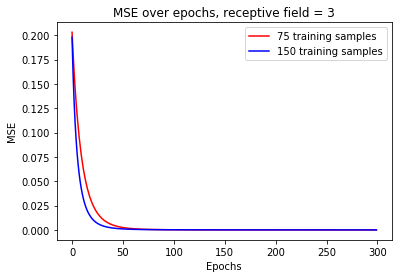 MSE over epochs, receptive field = 3
75 training samples
150 training samples
MSE
0.200
0.175
0.150
0.125
0.100
0.075
0.050
0.025
0.000
0 50 100 150 200 250 300
Epochs